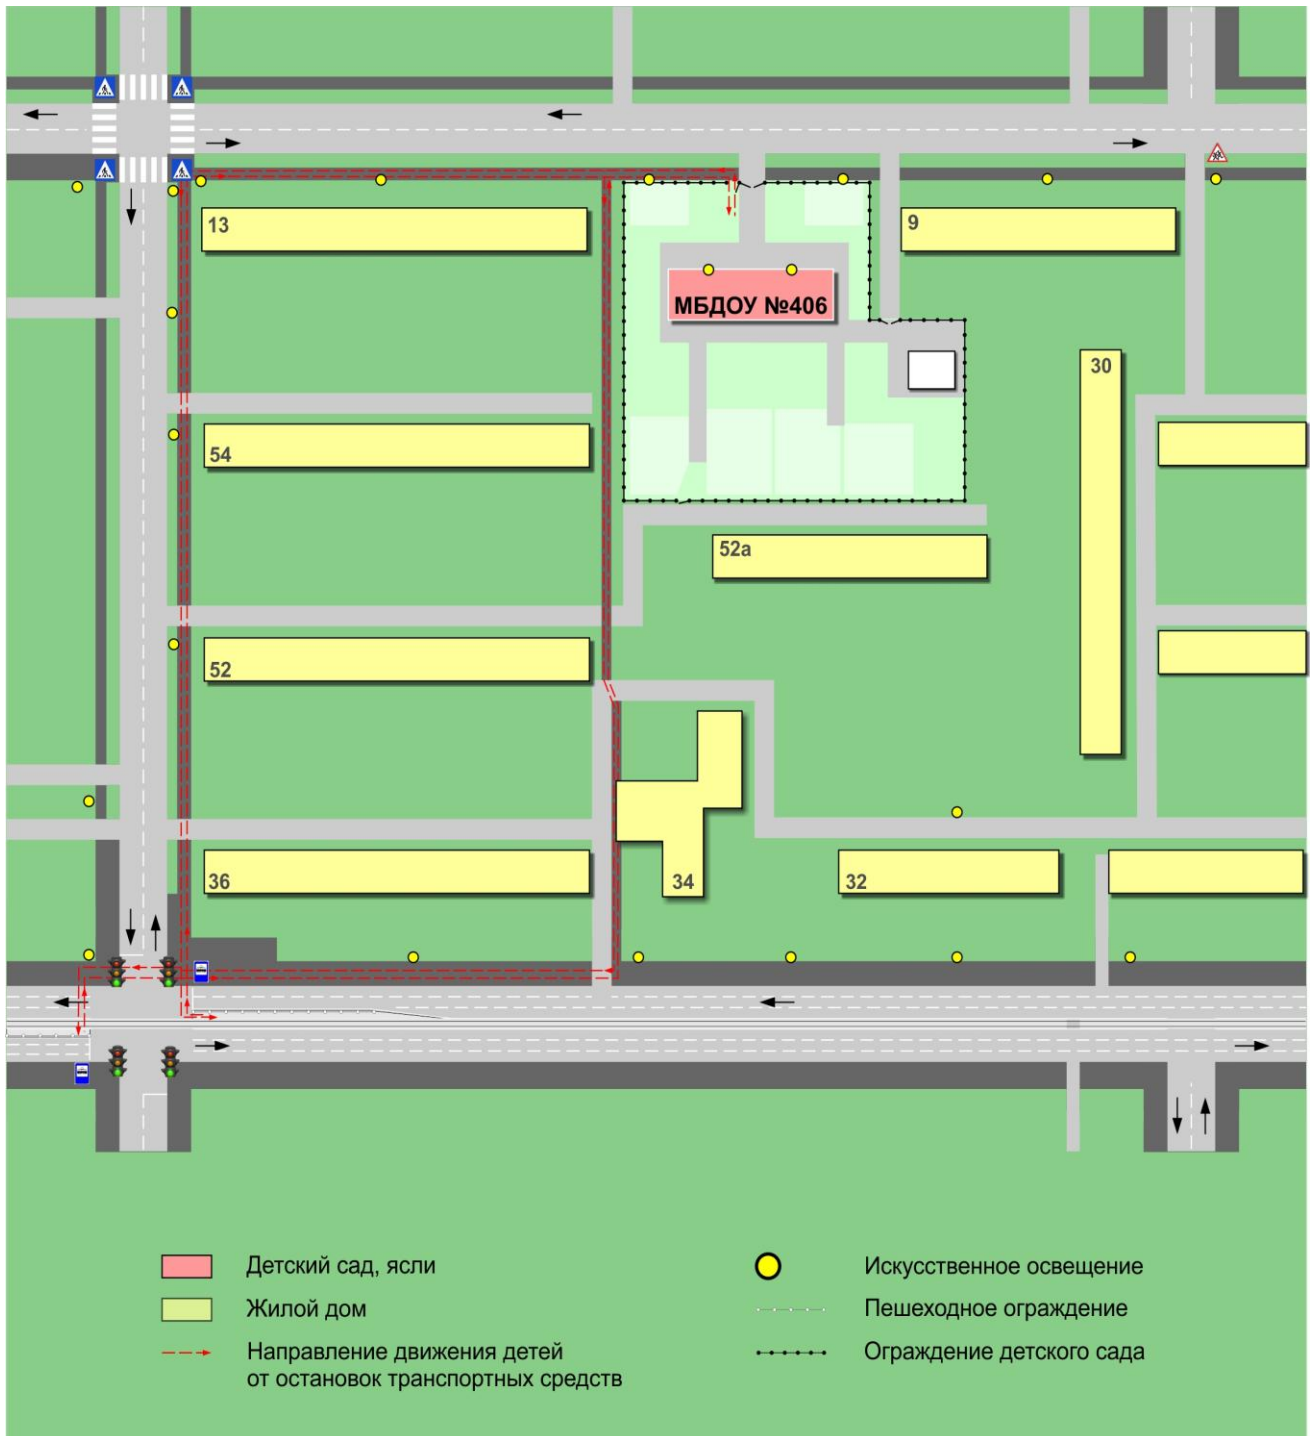 13
9
МБДОУ №406
30
54
52а
52
36
34
32
Детский сад, ясли
Жилой дом
Направление движения детей
от остановок транспортных средств
Искусственное освещение
Пешеходное ограждение
Ограждение детского сада